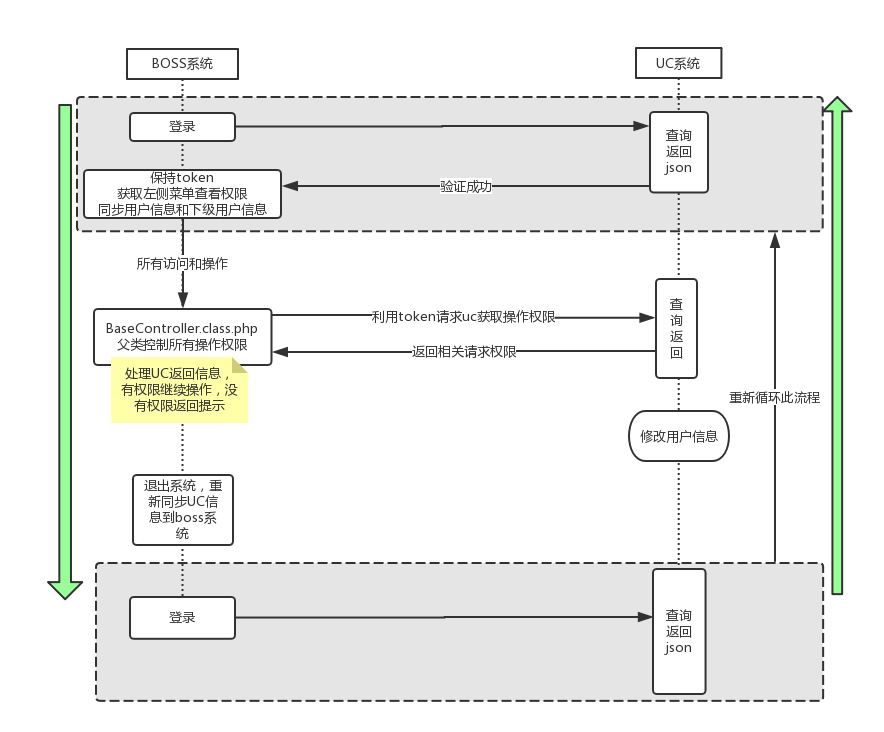 BOSS系统
UC系统
登录
查询
返回
json
保持token
获取左侧菜单查看权限
同步用户信息和下级用户信息
验证成功
所有访问和操作
BaseController.class.php
父类控制所有操作权限
利用token请求uc获取操作权限
查
询
返
回
返回相关请求权限
处理UC返回信息，
有权限继续操作，没
有权限返回提示
重新循环此流程
修改用户信息
退出系统，重
新同步UC信
息到boss系
统
登录
查询
返回
json